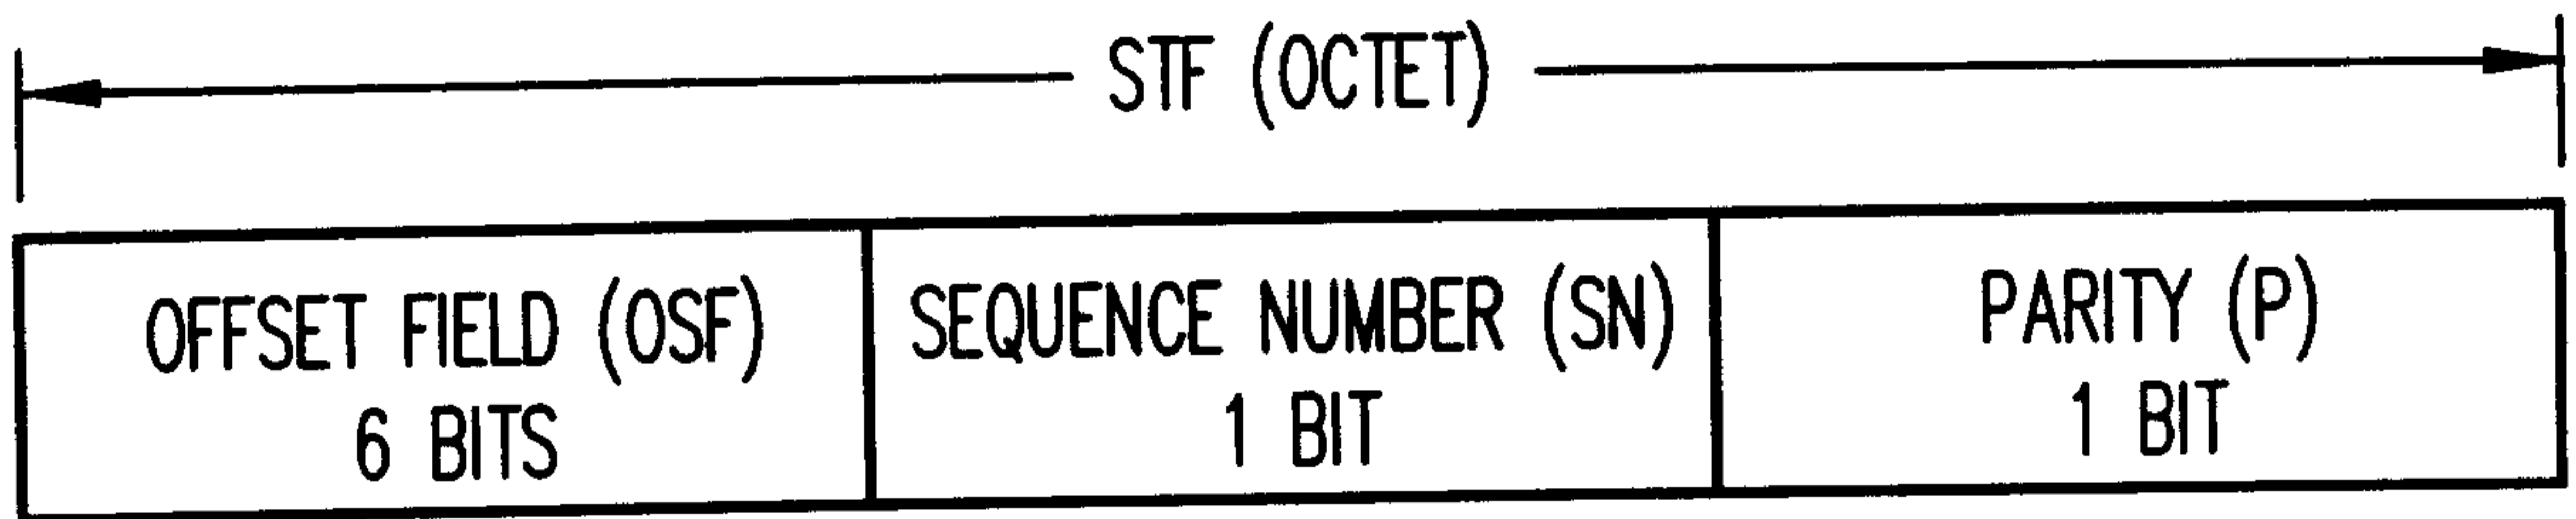 STF (OCTET)
OFFSET FIELD (OSF)
6 BITS
SEQUENCE NUMBER (SN)
1 BIT
PARITY (P)
1 BIT